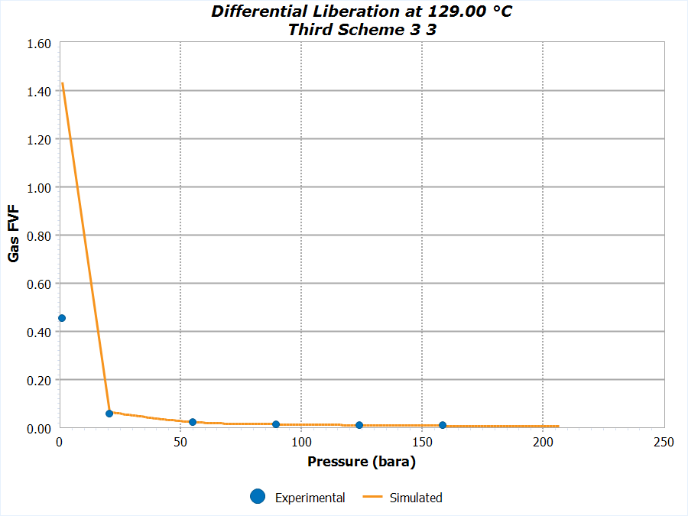 Differential Liberation at 129.00 °C
Third Scheme 3 3
1.60
1.40
1.20
1.00
0.80
0.60
0.40
0.20
0.00
Gas FVF
0 50 100 150 200 250
Pressure (bara)
Experimental Simulated